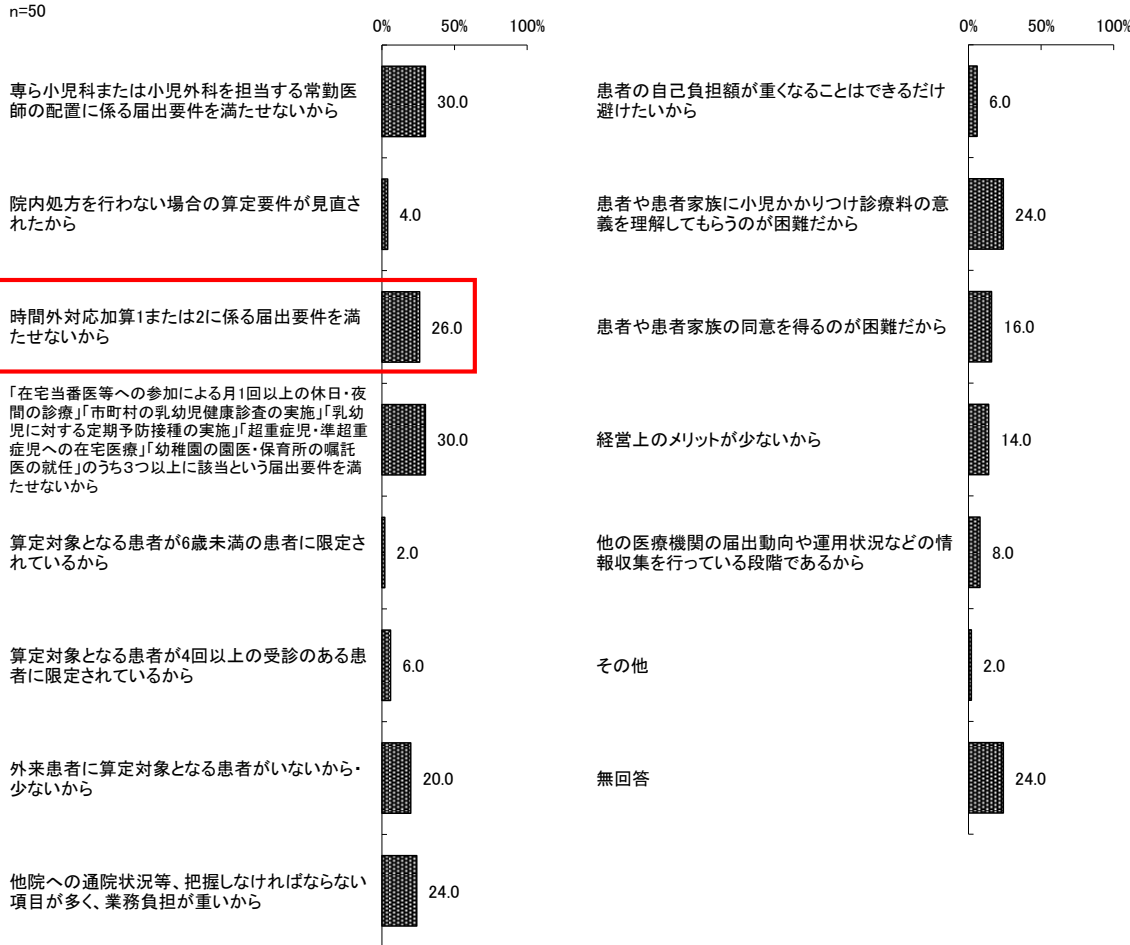 n=50
0% 50% 100%
専ら小児科または小児外科を担当する常勤医
師の配置に係る届出要件を満たせないから
30.0
院内処方を行わない場合の算定要件が見直さ
れたから
4.0
時間外対応加算1または2に係る届出要件を満
たせないから
26.0
「在宅当番医等への参加による月1回以上の休日・夜
間の診療」「市町村の乳幼児健康診査の実施」「乳幼
児に対する定期予防接種の実施」「超重症児・準超重
症児への在宅医療」「幼稚園の園医・保育所の嘱託
医の就任」のうち3つ以上に該当という届出要件を満
たせないから
30.0
算定対象となる患者が6歳未満の患者に限定さ
れているから
2.0
算定対象となる患者が4回以上の受診のある患
者に限定されているから
6.0
外来患者に算定対象となる患者がいないから・
少ないから
20.0
他院への通院状況等、把握しなければならない
項目が多く、業務負担が重いから
24.0
0% 50% 100%
患者の自己負担額が重くなることはできるだけ
避けたいから
6.0
患者や患者家族に小児かかりつけ診療料の意
義を理解してもらうのが困難だから
24.0
患者や患者家族の同意を得るのが困難だから
16.0
経営上のメリットが少ないから
14.0
他の医療機関の届出動向や運用状況などの情
報収集を行っている段階であるから
8.0
その他
2.0
無回答
24.0